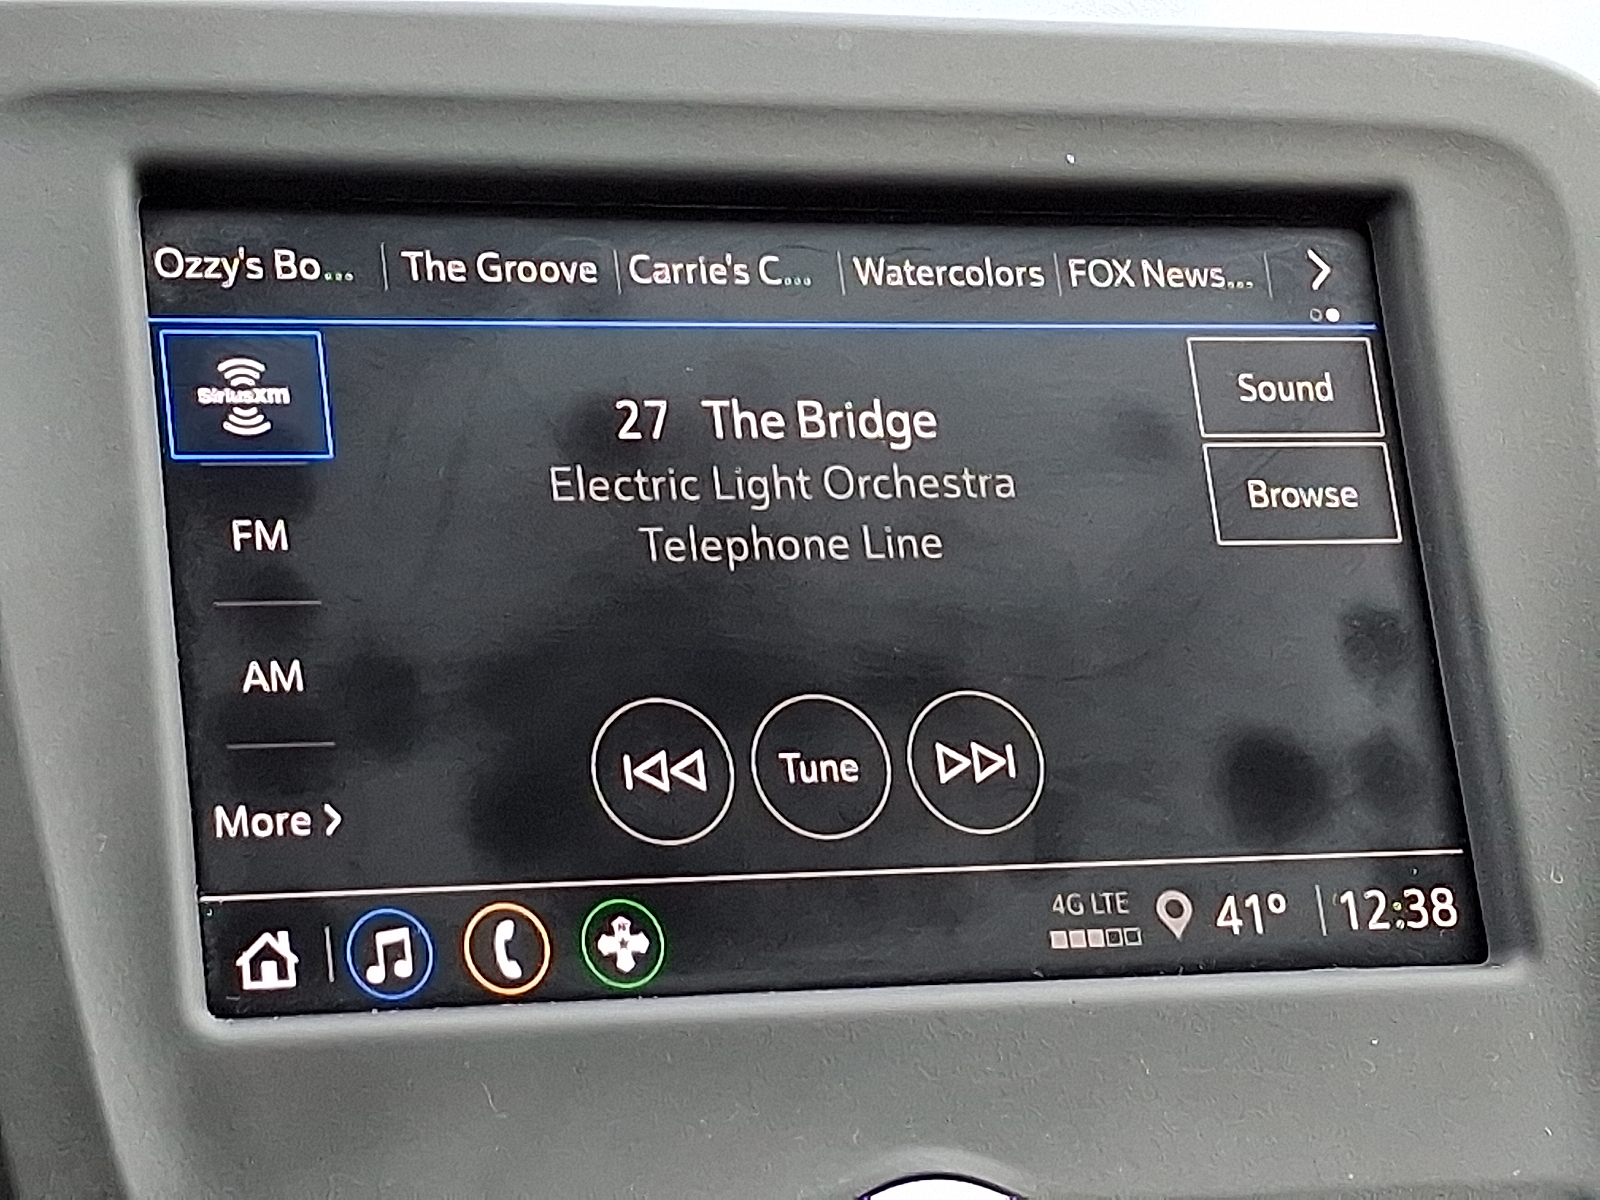 Ozzy's Bo... The Groove Carrie's C... Watercolors FOX News...
SiriusXM
27 The Bridge
Electric Light Orchestra
Telephone Line
Sound
Browse
FM
AM
More
Tune
4G LTE
41° 12:38